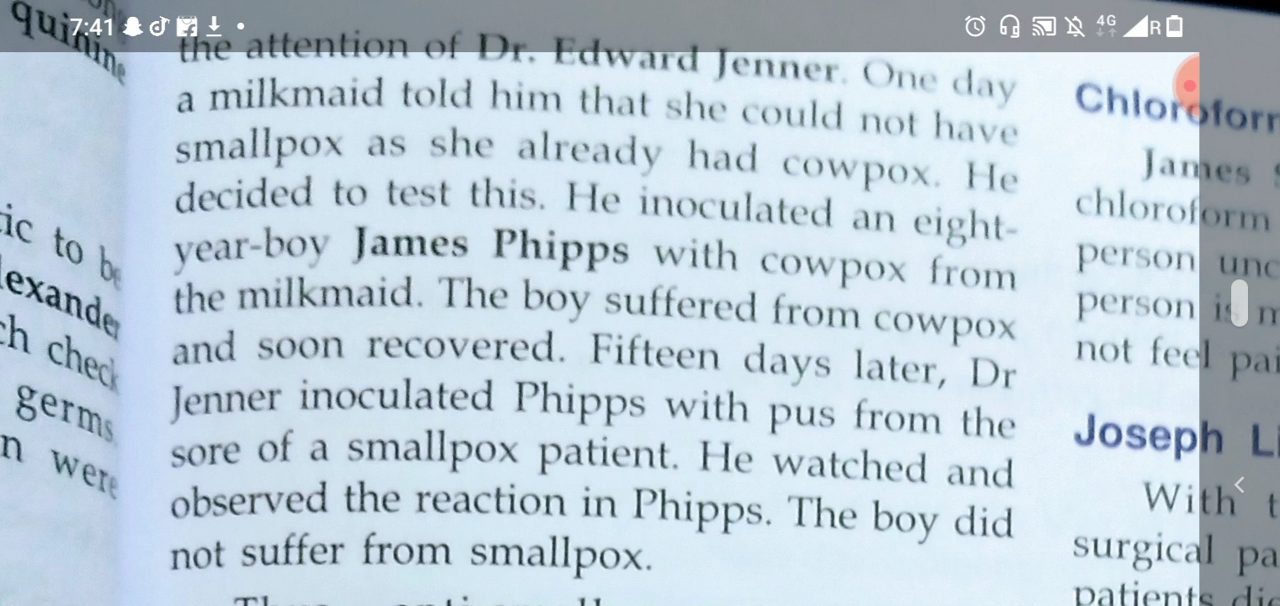 7:41
4G
R
quinine
the attention of Dr. Edward Jenner. One day
a milkmaid told him that she could not have
smallpox as she already had cowpox. He
decided to test this. He inoculated an eight-
year-boy James Phipps with cowpox from
the milkmaid. The boy suffered from cowpox
and soon recovered. Fifteen days later, Dr
Jenner inoculated Phipps with pus from the
sore of a smallpox patient. He watched and
observed the reaction in Phipps. The boy did
not suffer from smallpox.
to be
check
germs
were
James
chloroform
person
person is
not feel
Joseph
With
surgical
patients